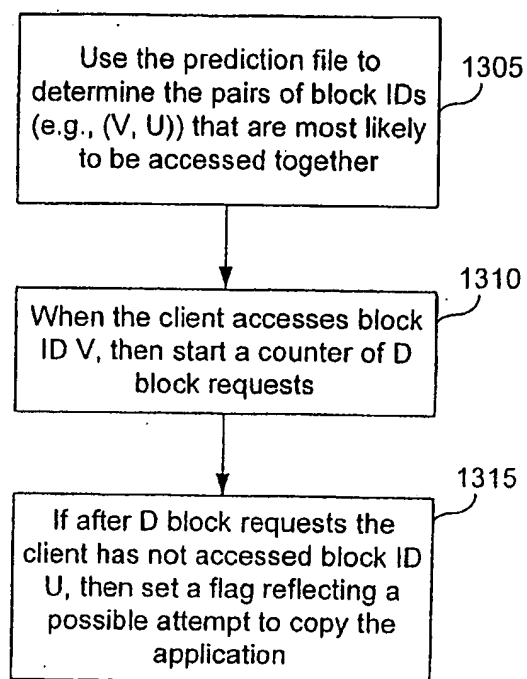 Use the prediction file to
determine the pairs of block IDs
(e.g., (V, U)) that are most likely
to be accessed together
1305
When the client accesses block
ID V, then start a counter of D
block requests
1310
If after D block requests the
client has not accessed block ID
U, then set a flag reflecting a
possible attempt to copy the
application
1315